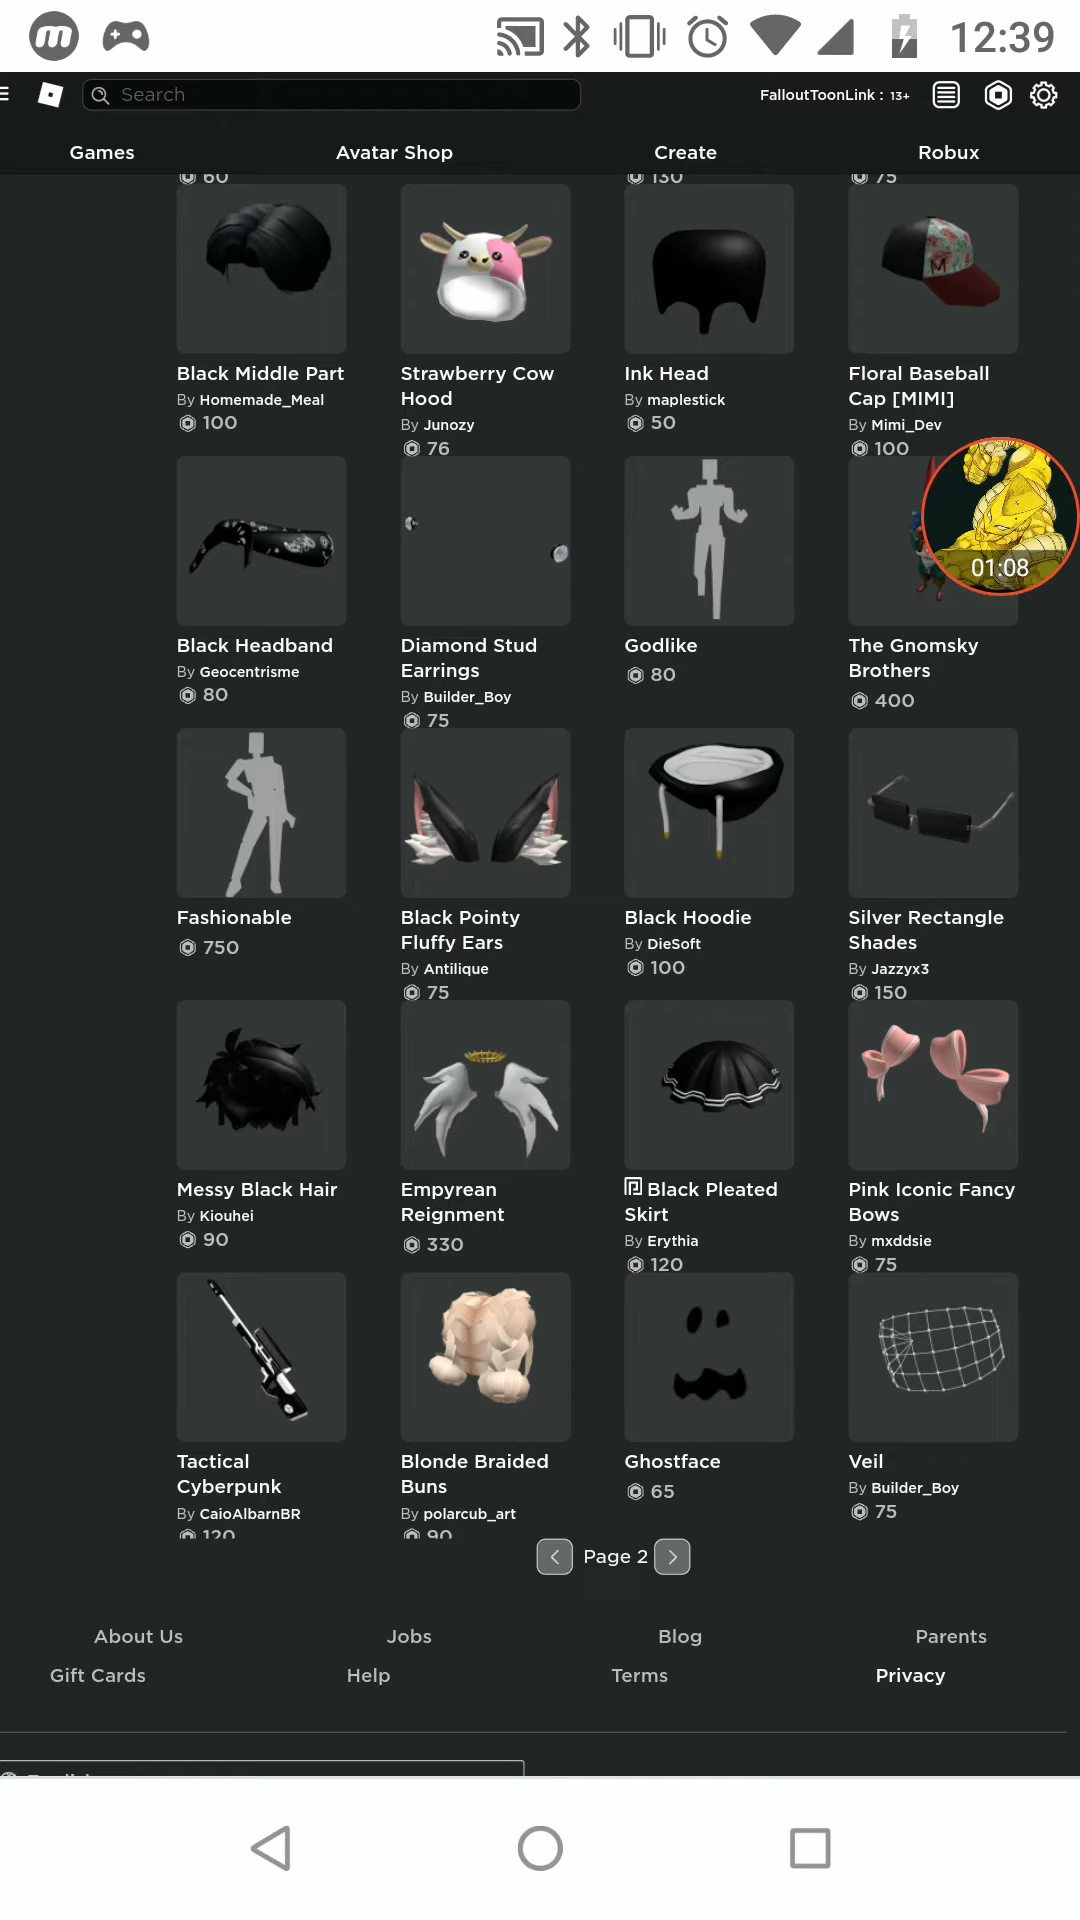 12:39
Search
FalloutToonLink : 13+
Games Avatar Shop Create Robux
60 130 75
Black Middle Part
By Homemade_Meal
100
Strawberry Cow
Hood
By Junozy
76
Ink Head
By maplestick
50
Floral Baseball
Cap [MIMI]
By Mimi_Dev
100
01:08
Black Headband
By Geocentrisme
80
Diamond Stud
Earrings
By Builder_Boy
75
Godlike
80
The Gnomsky
Brothers
400
Fashionable
750
Black Pointy
Fluffy Ears
By Antilique
75
Black Hoodie
By DieSoft
100
Silver Rectangle
Shades
By Jazzyx3
150
Messy Black Hair
By Kiouhei
90
Empyrean
Reignment
330
Black Pleated
Skirt
By Erythia
120
Pink Iconic Fancy
Bows
By mxddsie
75
Tactical
Cyberpunk
By CaioAlbarnBR
120
Blonde Braided
Buns
By polarcub_art
90
Ghostface
65
Veil
By Builder_Boy
75
Page 2
About Us Jobs Blog Parents
Gift Cards Help Terms Privacy